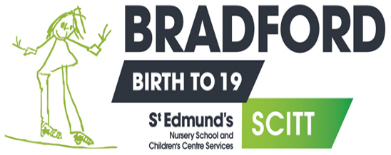 BRADFORD
BIRTH TO 19
St Edmund's
Nursery School and
Children's Centre Services
SCITT